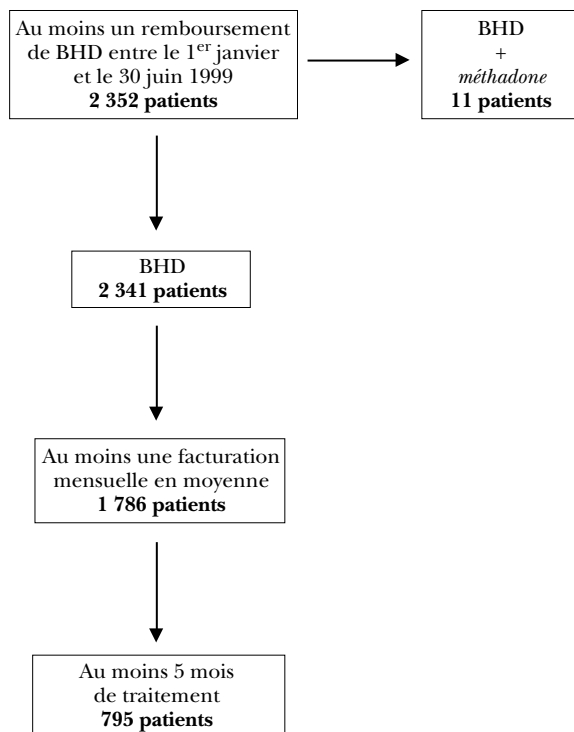 Au moins un remboursement
de BHD entre le 1er janvier
et le 30 juin 1999
2 352 patients
BHD
+
méthadone
11 patients
BHD
2 341 patients
Au moins une facturation
mensuelle en moyenne
1 786 patients
Au moins 5 mois
de traitement
795 patients